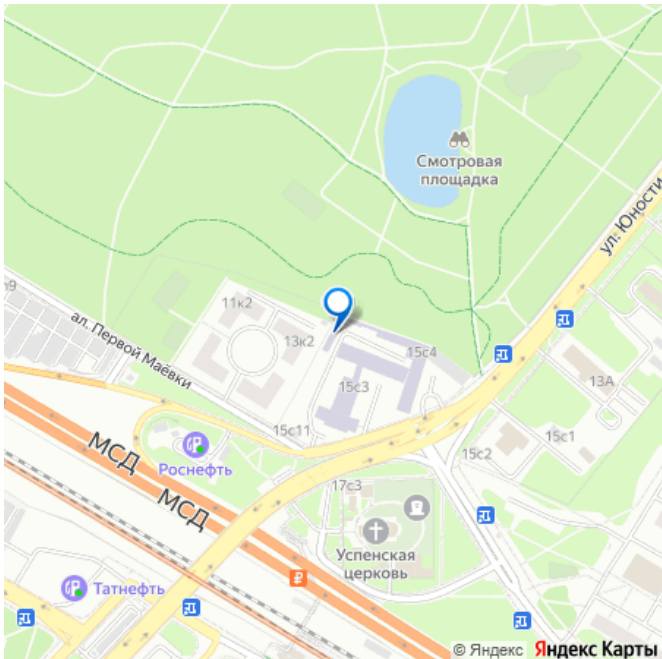 Смотровая
площадка
ул. Юности
11к2
13к2
ал. Первой Маёвки
15с4
15с3
13А
15с11
15с1
15с2
МСД
Роснефть
МСД
17с3
Успенская
церковь
Татнефть
© Яндекс Яндекс Карты